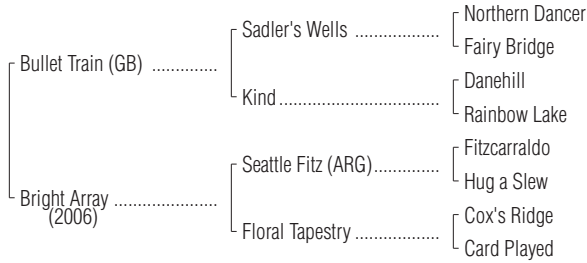 Northern Dancer
Sadler's Wells ..................
Fairy Bridge
Bullet Train (GB) .............
Danehill
Kind ..................................
Rainbow Lake
Fitzcarraldo
Seattle Fitz (ARG) ..............
Hug a Slew
Bright Array ....................
(2006)
Cox's Ridge
Floral Tapestry .................
Card Played